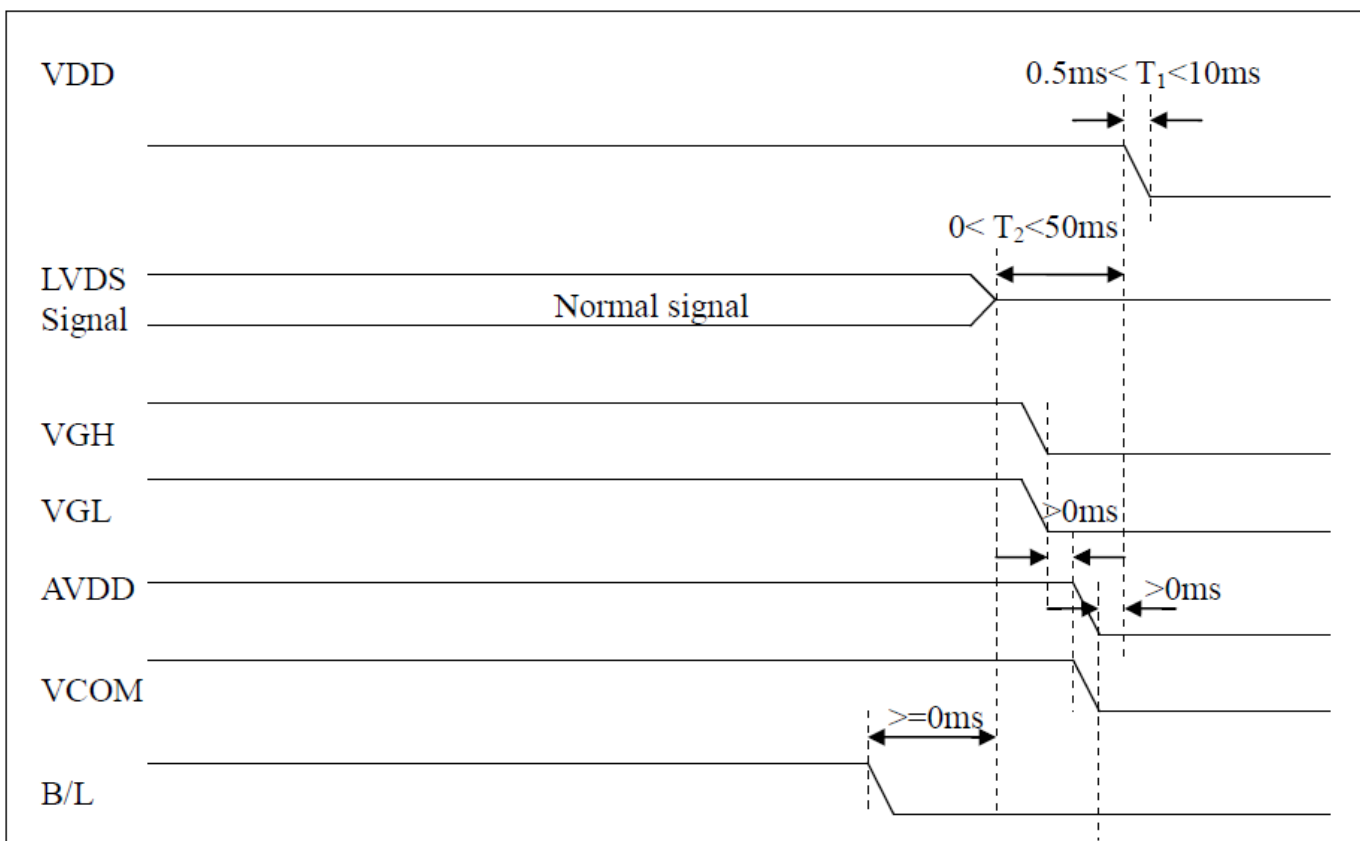 VDD
0.5ms< T₁<10ms
0< T₂<50ms
LVDS
Signal
Normal signal
VGH
VGL
>0ms
AVDD
>0ms
VCOM
>=0ms
B/L